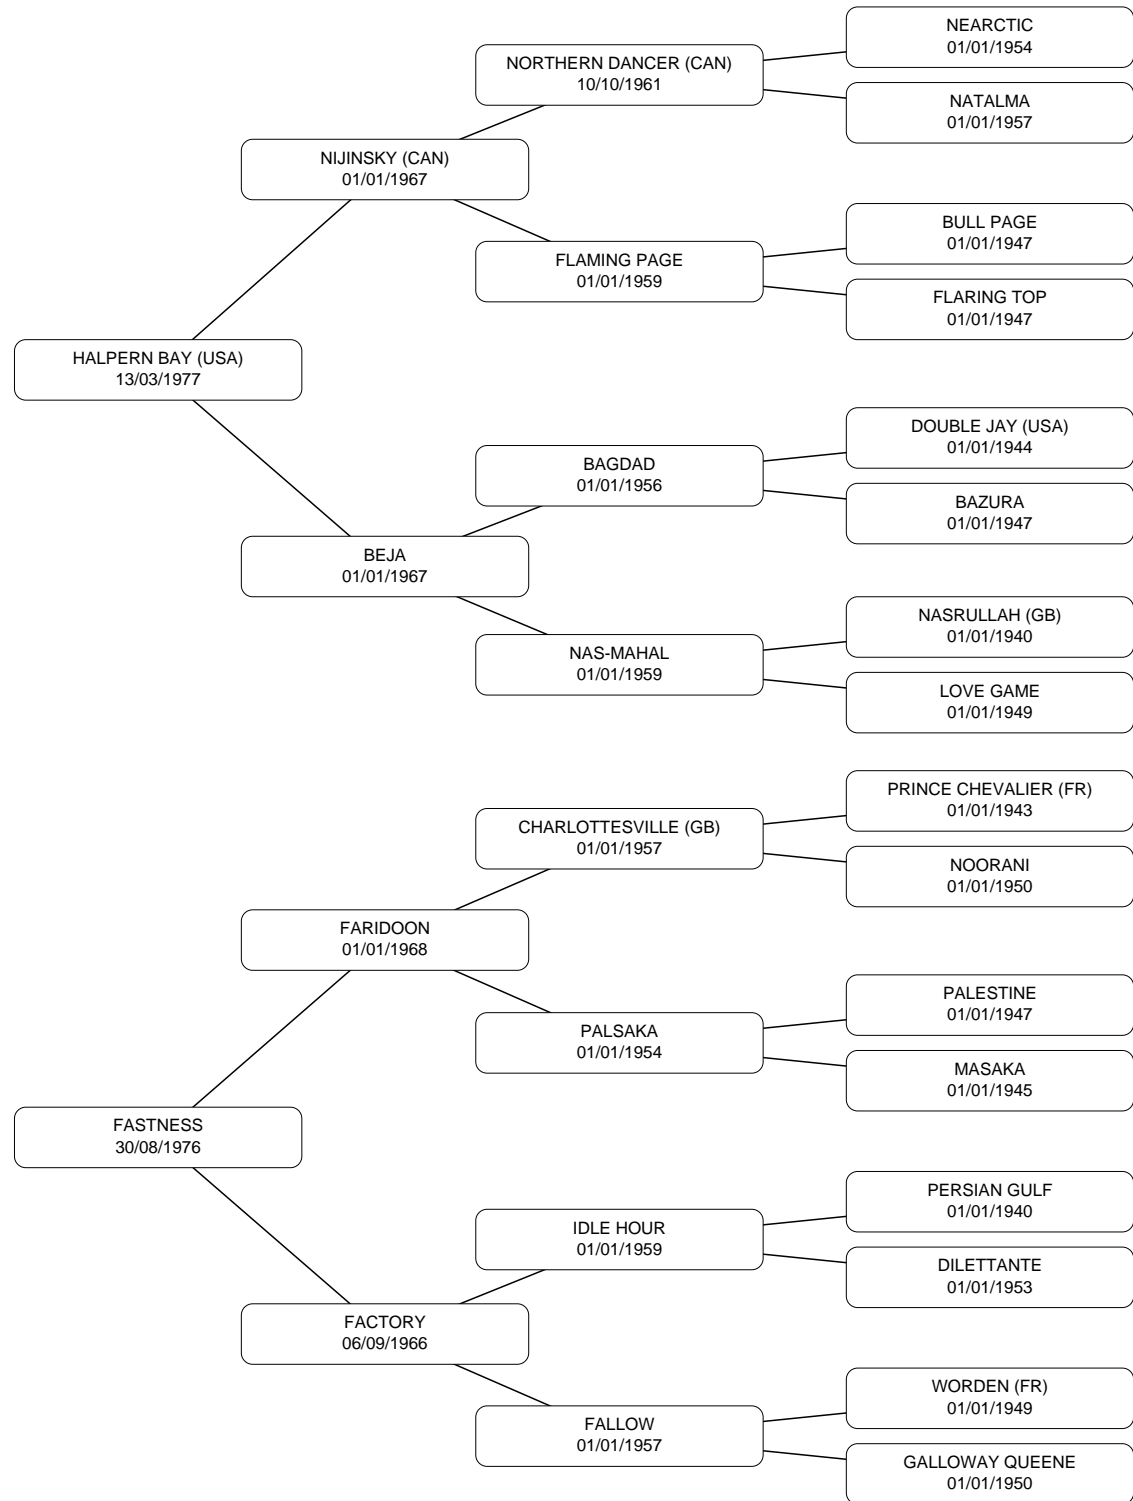 NEARCTIC
01/01/1954
NORTHERN DANCER (CAN)
10/10/1961
NATALMA
01/01/1957
NIJINSKY (CAN)
01/01/1967
BULL PAGE
01/01/1947
FLAMING PAGE
01/01/1959
FLARING TOP
01/01/1947
HALPERN BAY (USA)
13/03/1977
DOUBLE JAY (USA)
01/01/1944
BAGDAD
01/01/1956
BAZURA
01/01/1947
BEJA
01/01/1967
NASRULLAH (GB)
01/01/1940
NAS-MAHAL
01/01/1959
LOVE GAME
01/01/1949
PRINCE CHEVALIER (FR)
01/01/1943
CHARLOTTESVILLE (GB)
01/01/1957
NOORANI
01/01/1950
FARIDOON
01/01/1968
PALESTINE
01/01/1947
PALSAKA
01/01/1954
MASAKA
01/01/1945
FASTNESS
30/08/1976
PERSIAN GULF
01/01/1940
IDLE HOUR
01/01/1959
DILETTANTE
01/01/1953
FACTORY
06/09/1966
WORDEN (FR)
01/01/1949
FALLOW
01/01/1957
GALLOWAY QUEENE
01/01/1950